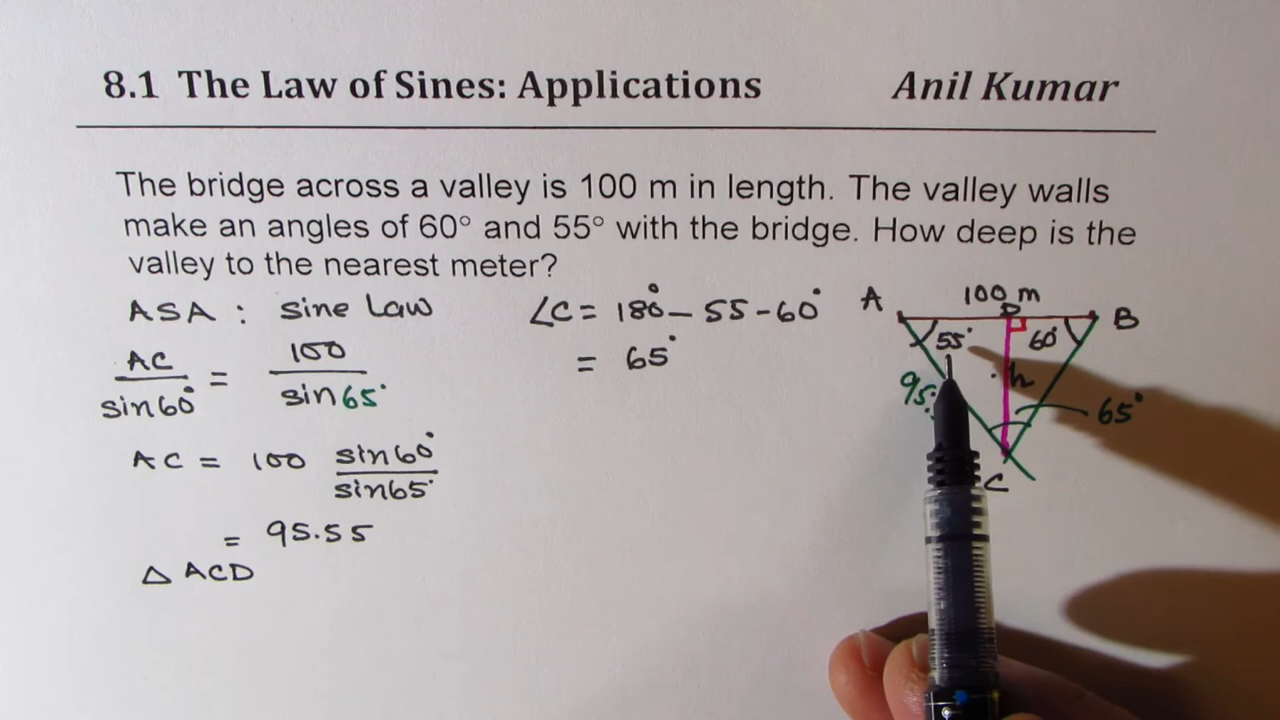 8.1 The Law of Sines: Applications Anil Kumar
The bridge across a valley is 100 m in length. The valley walls
make an angles of 60° and 55° with the bridge. How deep is the
valley to the nearest meter?
ASA : sine Law
AC / sin60° = 100 / sin65°
AC = 100 sin60° / sin65°
= 95.55
△ ACD
∠C = 180° - 55 - 60°
= 65°
A 100 m B
D
55° 60°
95. h 65°
C